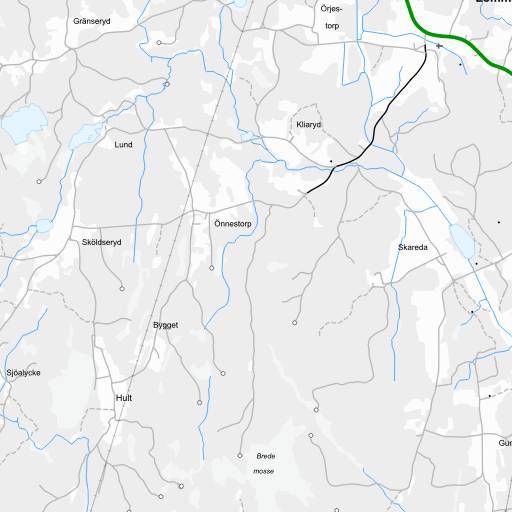 Gränseryd
Örjes-
torp
Kliaryd
Lund
Önnestorp
Sköldseryd
Skareda
Bygget
Sjöalycke
Hult
Brede
mosse